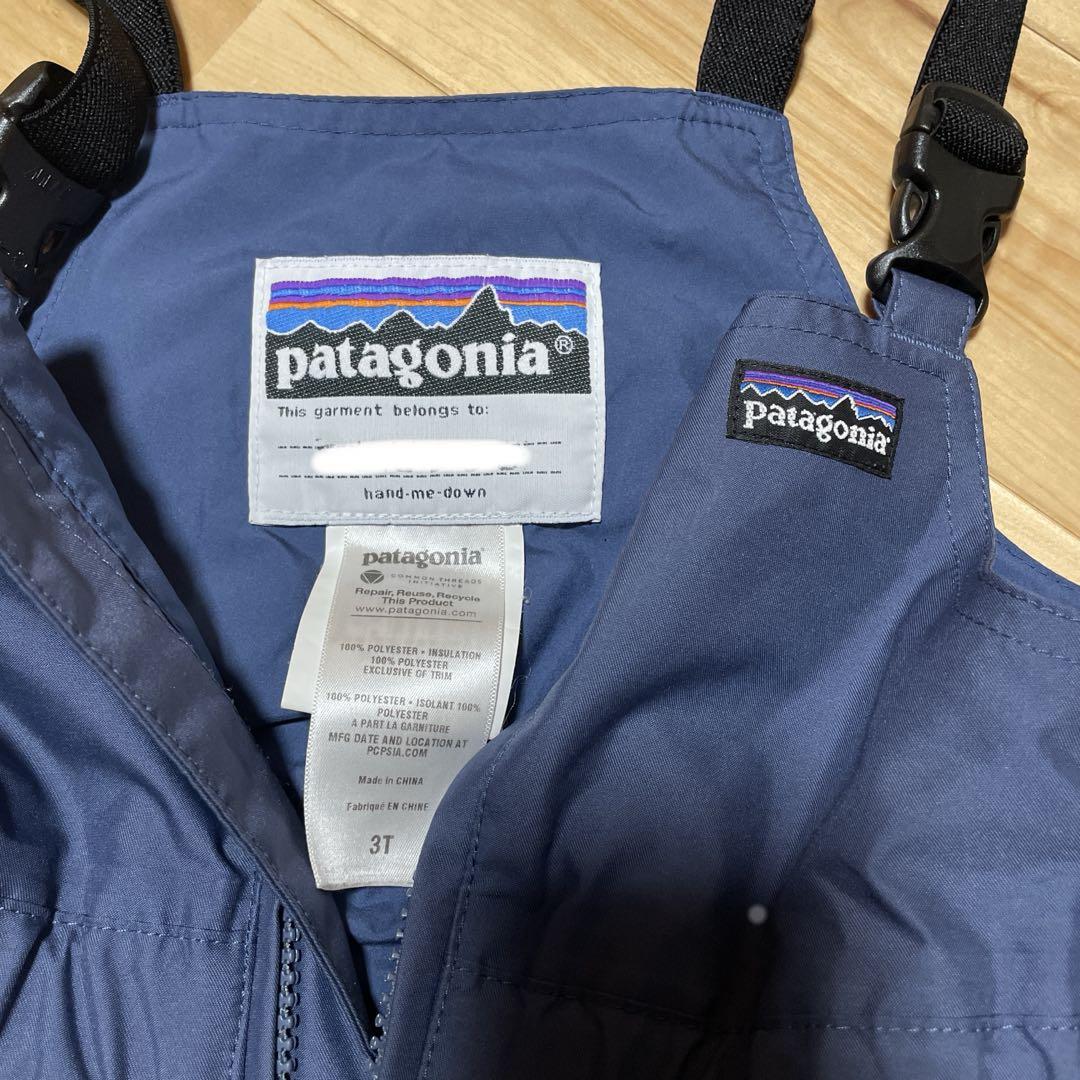 patagonia®
This garment belongs to:
hand-me-down
patagonia
patagonia®
COMMON THREADS
INITIATIVE
Repair, Reuse, Recycle
This Product
www.patagonia.com
100% POLYESTER • INSULATION
100% POLYESTER
EXCLUSIVE OF TRIM
100% POLYESTER • ISOLANT 100%
POLYESTER
A PART LA GARNITURE
MFG DATE AND LOCATION AT
PCPSIA.COM
Made in CHINA
Fabriqué EN CHINE
3T